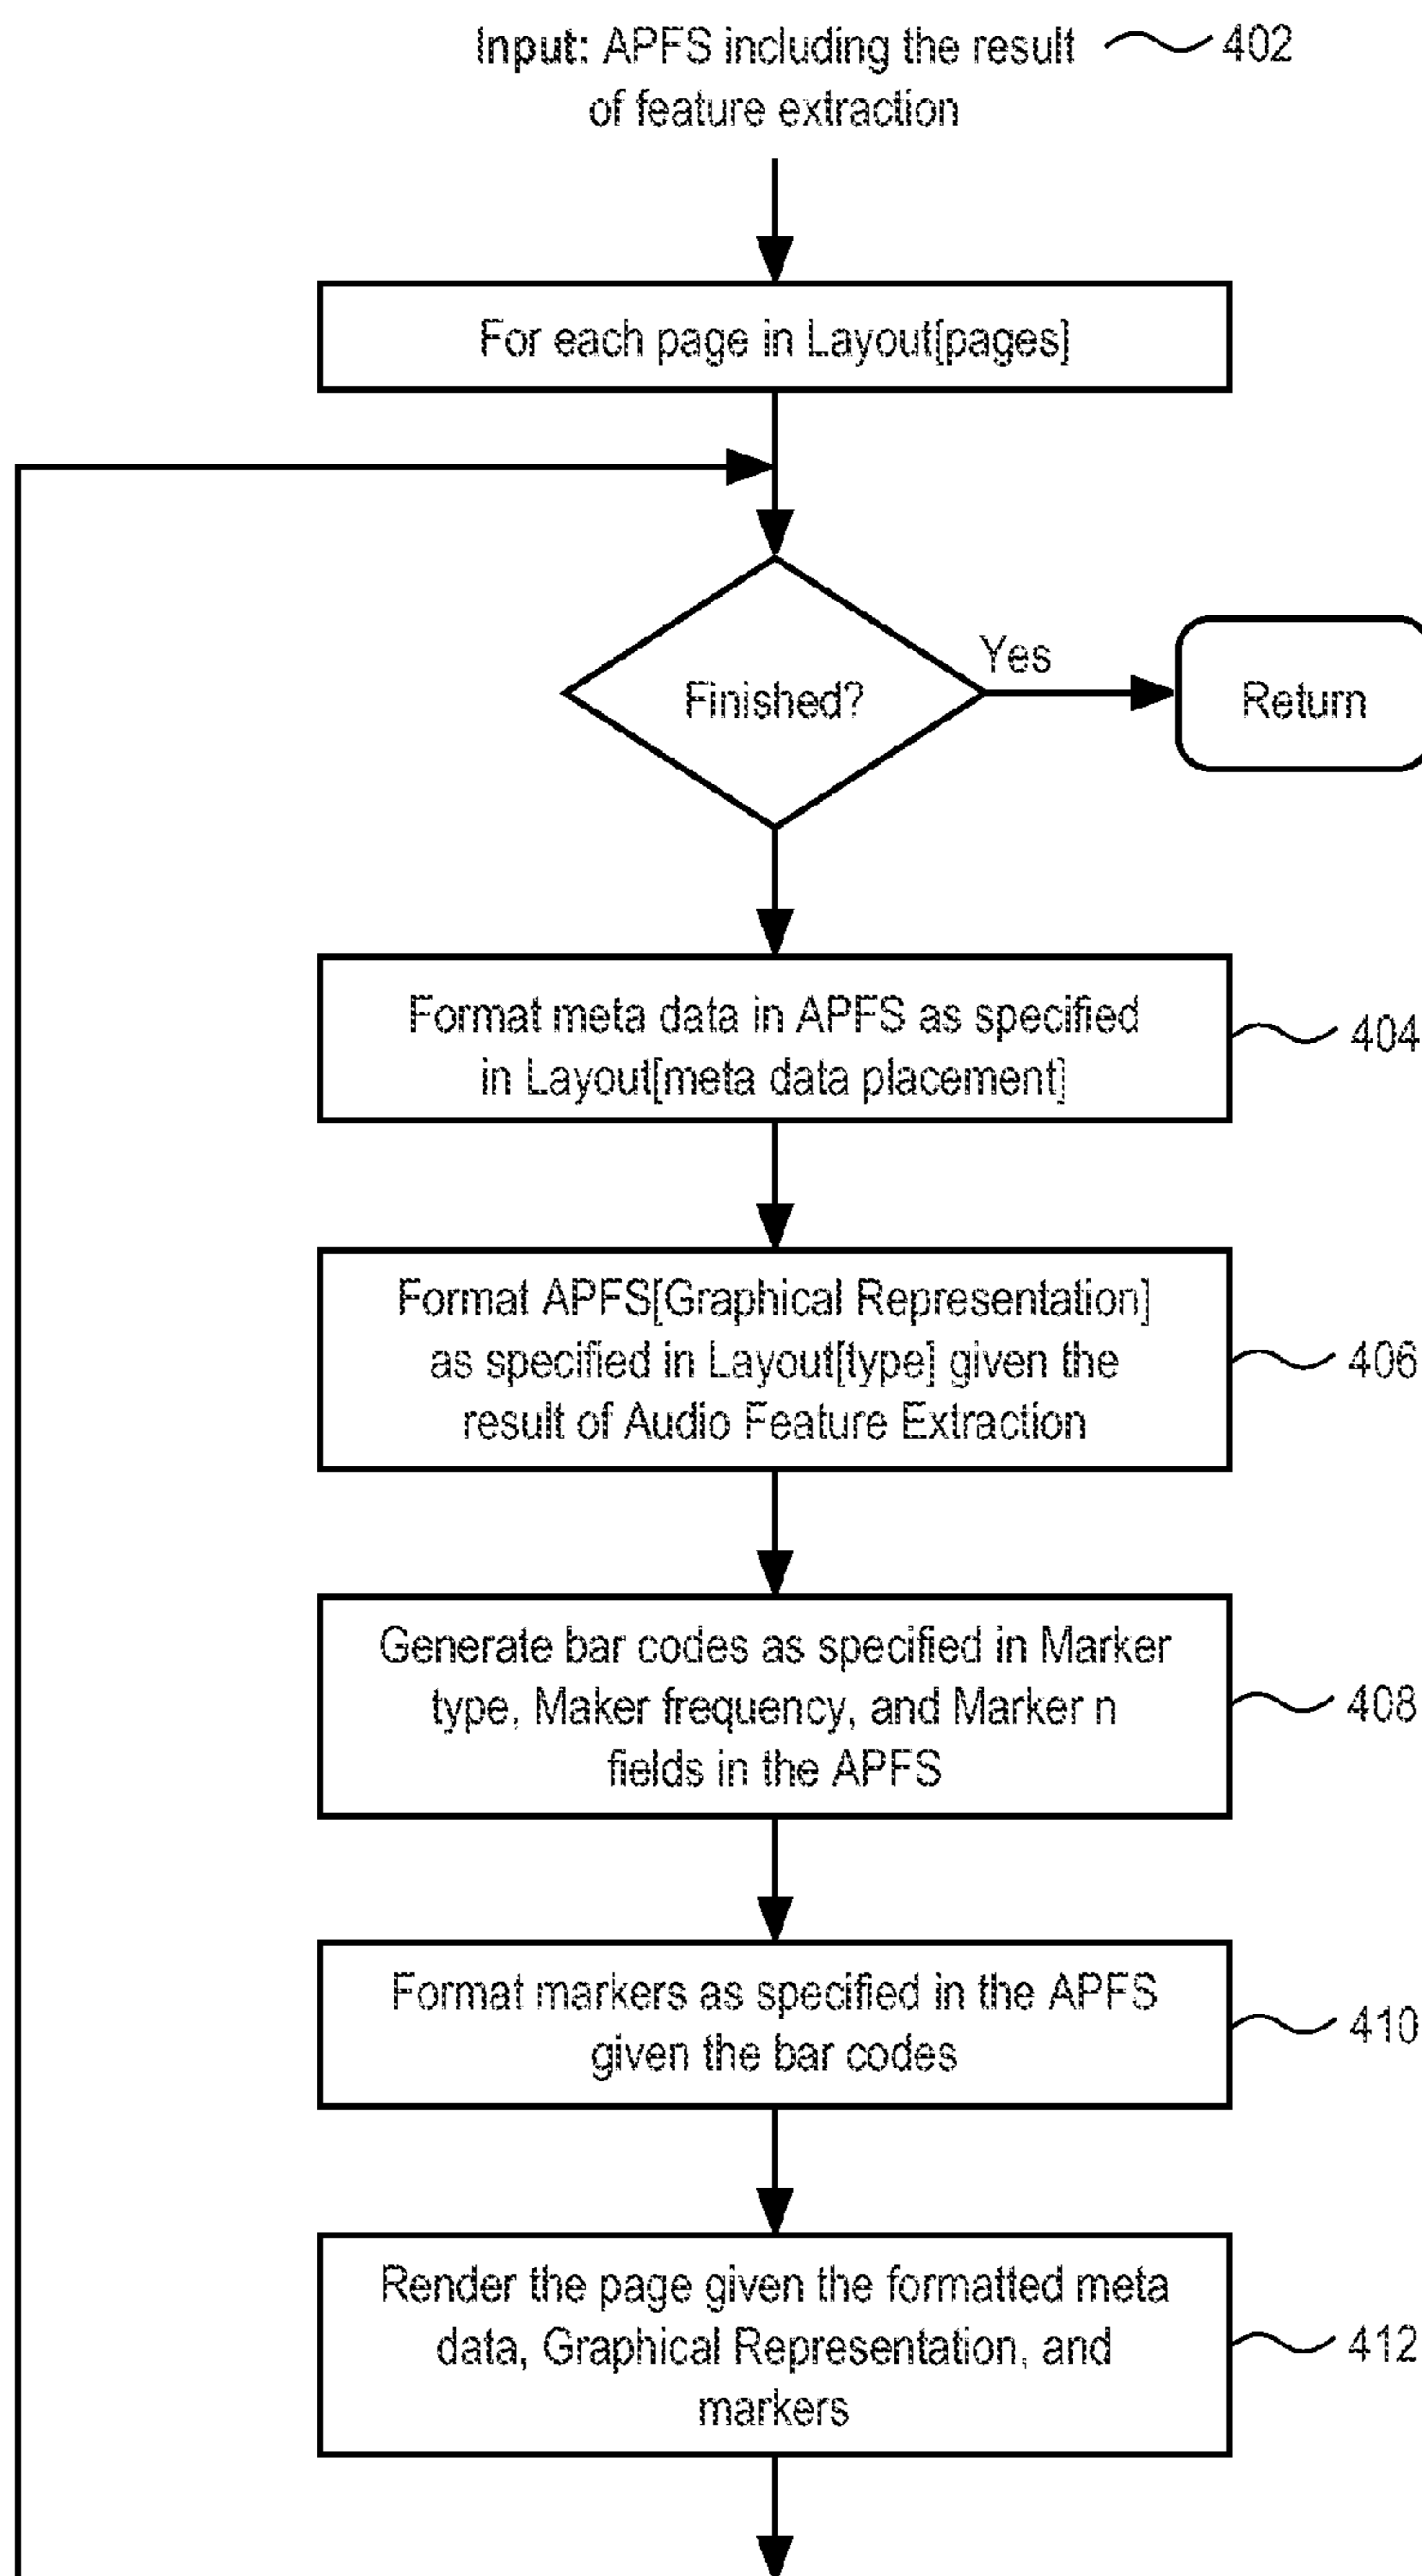 Input: APFS including the result 402
of feature extraction
For each page in Layout[pages]
Yes
Finished?
Return
Format meta data in APFS as specified
in Layout[meta data placement]
404
Format APFS[Graphical Representation]
as specified in Layout[type] given the
result of Audio Feature Extraction
406
Generate bar codes as specified in Marker
type, Maker frequency, and Marker n
fields in the APFS
408
Format markers as specified in the APFS
given the bar codes
410
Render the page given the formatted meta
data, Graphical Representation, and
markers
412